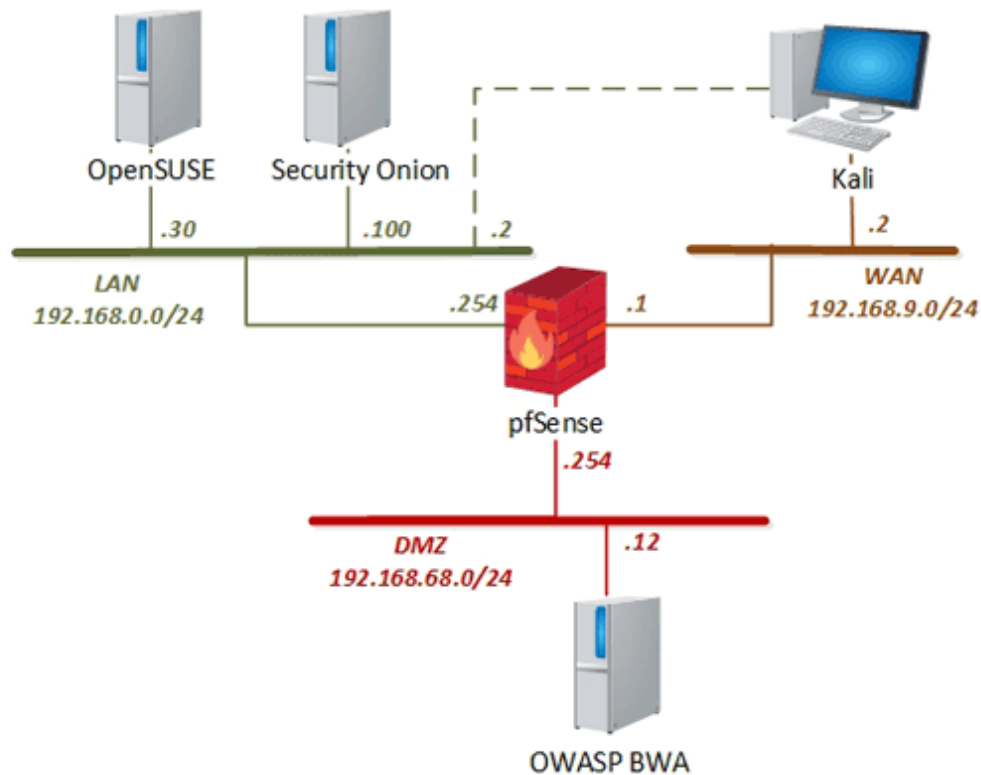 OpenSUSE
Security Onion
Kali
.30
.100
.2
.2
LAN
192.168.0.0/24
.254
.1
WAN
192.168.9.0/24
pfSense
.254
DMZ
192.168.68.0/24
.12
OWASP BWA